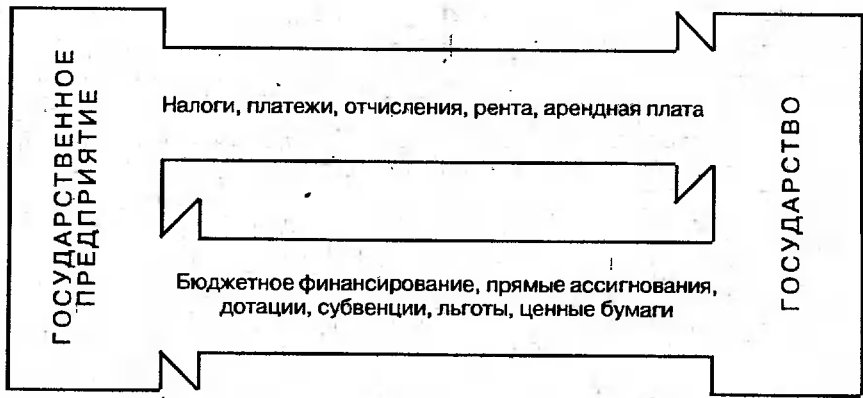 ГОСУДАРСТВЕННОЕ
ПРЕДПРИЯТИЕ
Налоги, платежи, отчисления, рента, арендная плата
Бюджетное финансирование, прямые ассигнования,
дотации, субвенции, льготы, ценные бумаги
ГОСУДАРСТВО